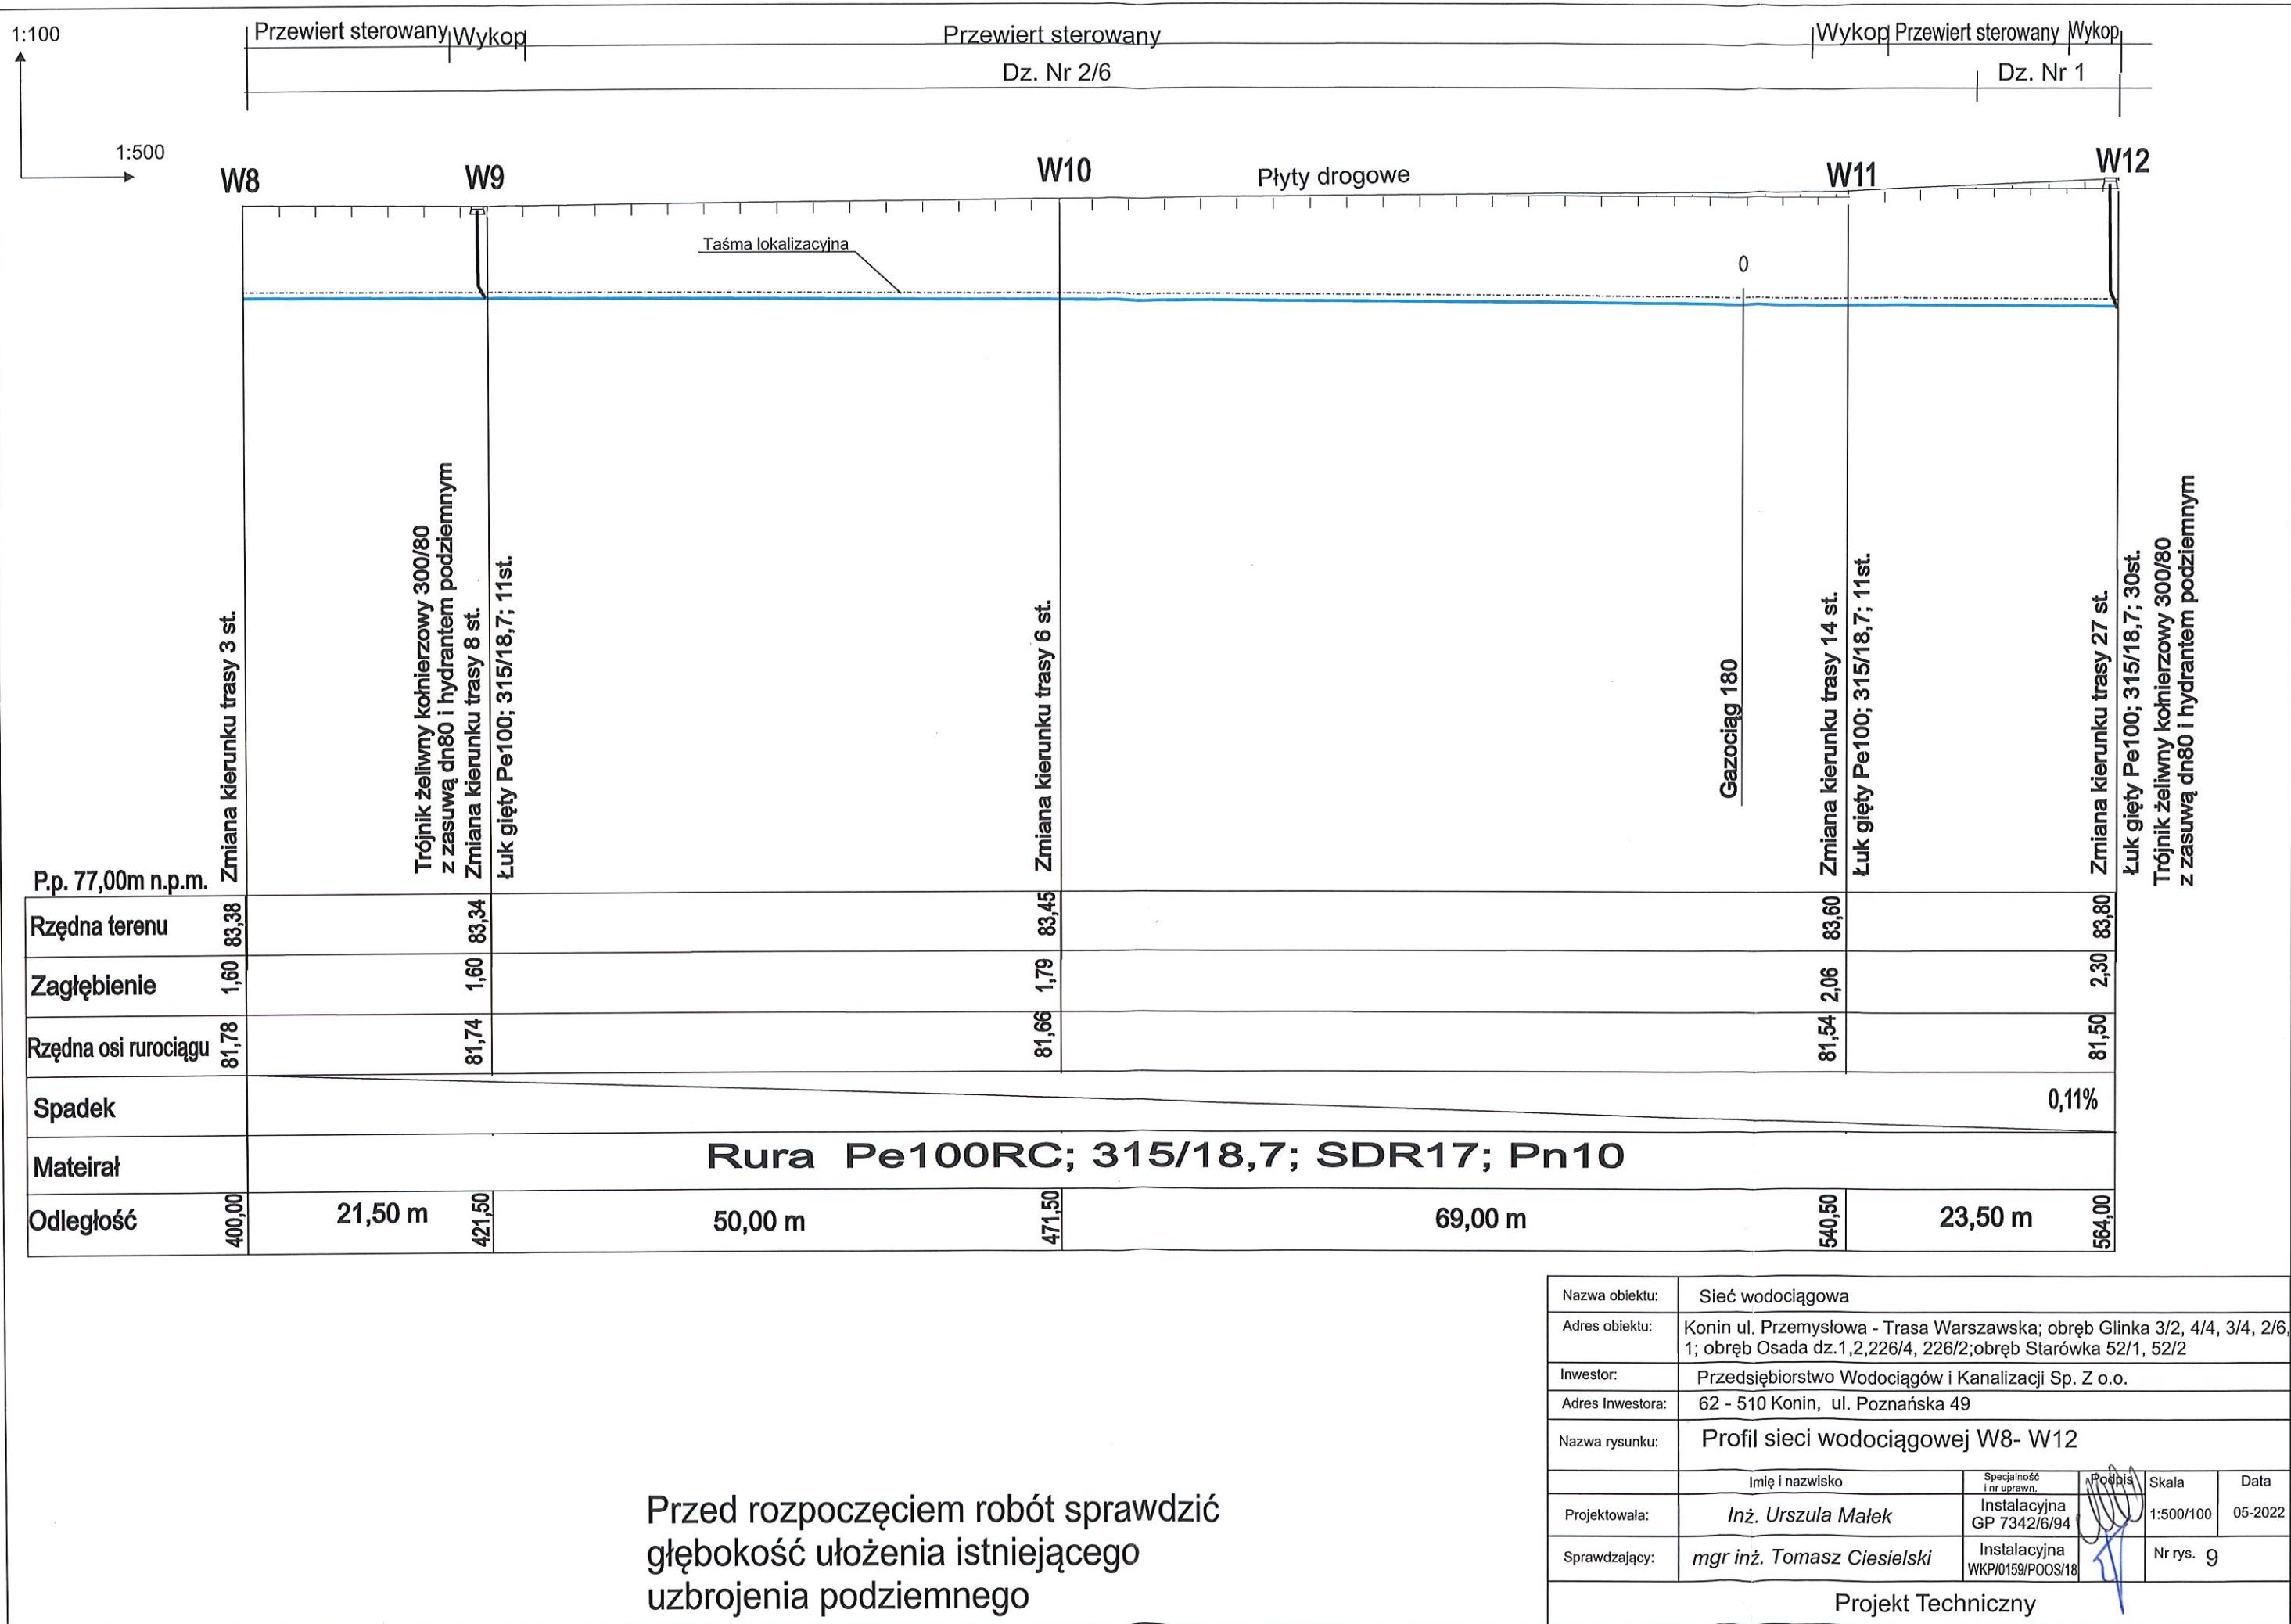 1:100
Przewiert sterowany
Wykop
Przewiert sterowany
Wykop
Przewiert sterowany
Wykop
Dz. Nr 2/6
Dz. Nr 1
1:500
W8
W9
W10
Płyty drogowe
W11
W12
Taśma lokalizacyjna
0
Zmiana kierunku trasy 3 st.
Trójnik żeliwny kołnierzowy 300/80
z zasuwą dn80 i hydrantem podziemnym
Zmiana kierunku trasy 8 st.
Łuk gięty Pe100; 315/18,7; 11st.
Zmiana kierunku trasy 6 st.
Gazociąg 180
Zmiana kierunku trasy 14 st.
Łuk gięty Pe100; 315/18,7; 11st.
Zmiana kierunku trasy 27 st.
Łuk gięty Pe100; 315/18,7; 30st.
Trójnik żeliwny kołnierzowy 300/80
z zasuwą dn80 i hydrantem podziemnym
P.p. 77,00m n.p.m.
Rzędna terenu 83,38 83,34 83,45 83,60 83,80
Zagłębienie 1,60 1,60 1,79 2,06 2,30
Rzędna osi rurociągu 81,78 81,74 81,66 81,54 81,50
Spadek 0,11%
Mateirał Rura Pe100RC; 315/18,7; SDR17; Pn10
Odległość 400,00 21,50 m 421,50 50,00 m 471,50 69,00 m 540,50 23,50 m 564,00
Nazwa obiektu: Sieć wodociągowa
Adres obiektu: Konin ul. Przemysłowa - Trasa Warszawska; obręb Glinka 3/2, 4/4, 3/4, 2/6,
1; obręb Osada dz.1,2,226/4, 226/2;obręb Starówka 52/1, 52/2
Inwestor: Przedsiębiorstwo Wodociągów i Kanalizacji Sp. Z o.o.
Adres Inwestora: 62 - 510 Konin, ul. Poznańska 49
Nazwa rysunku: Profil sieci wodociągowej W8- W12
Imię i nazwisko
Specjalność
i nr uprawn.
Podpis
Skala
Data
Projektowala: Inż. Urszula Małek
Instalacyjna
GP 7342/6/94
1:500/100
05-2022
Sprawdzający: mgr inż. Tomasz Ciesielski
Instalacyjna
WKP/0159/POOS/18
Nr rys. 9
Projekt Techniczny
Przed rozpoczęciem robót sprawdzić
głębokość ułożenia istniejącego
uzbrojenia podziemnego